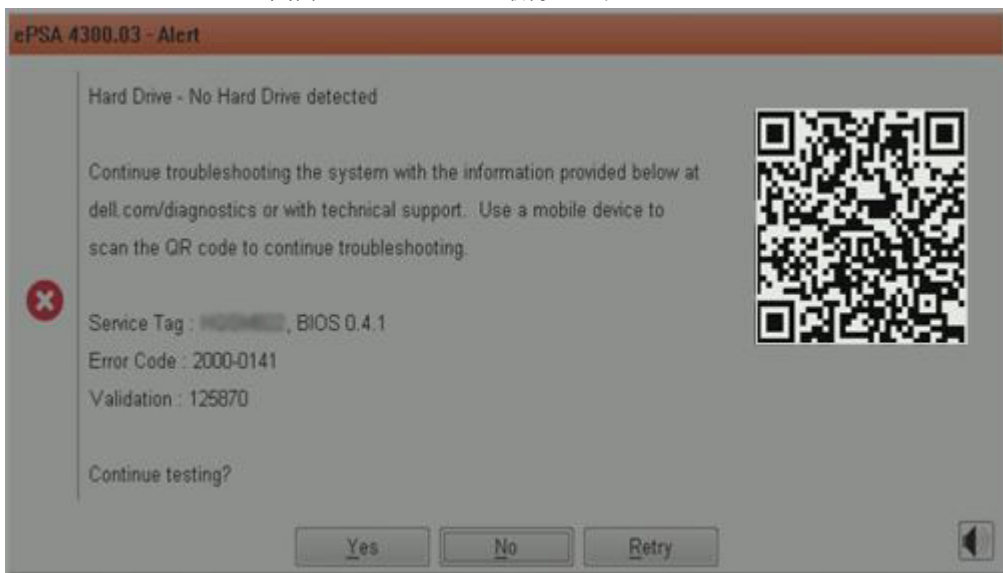 ePSA 4300.03 - Alert
Hard Drive - No Hard Drive detected
Continue troubleshooting the system with the information provided below at
dell.com/diagnostics or with technical support. Use a mobile device to
scan the QR code to continue troubleshooting.
Service Tag : , BIOS 0.4.1
Error Code : 2000-0141
Validation : 125870
Continue testing?
Yes
No
Retry